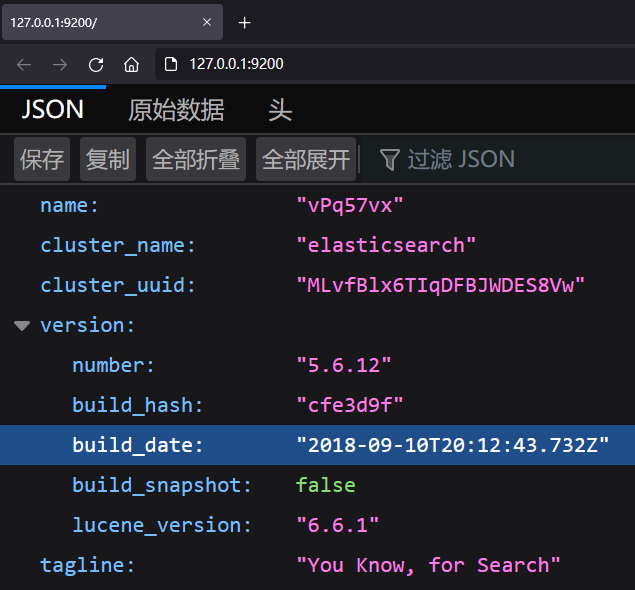 127.0.0.1:9200/
127.0.0.1:9200
JSON 原始数据 头
保存 复制 全部折叠 全部展开 过滤 JSON
name: "vPq57vx"
cluster_name: "elasticsearch"
cluster_uuid: "MLvfBlx6TIqDFBJWDES8Vw"
version:
number: "5.6.12"
build_hash: "cfe3d9f"
build_date: "2018-09-10T20:12:43.732Z"
build_snapshot: false
lucene_version: "6.6.1"
tagline: "You Know, for Search"